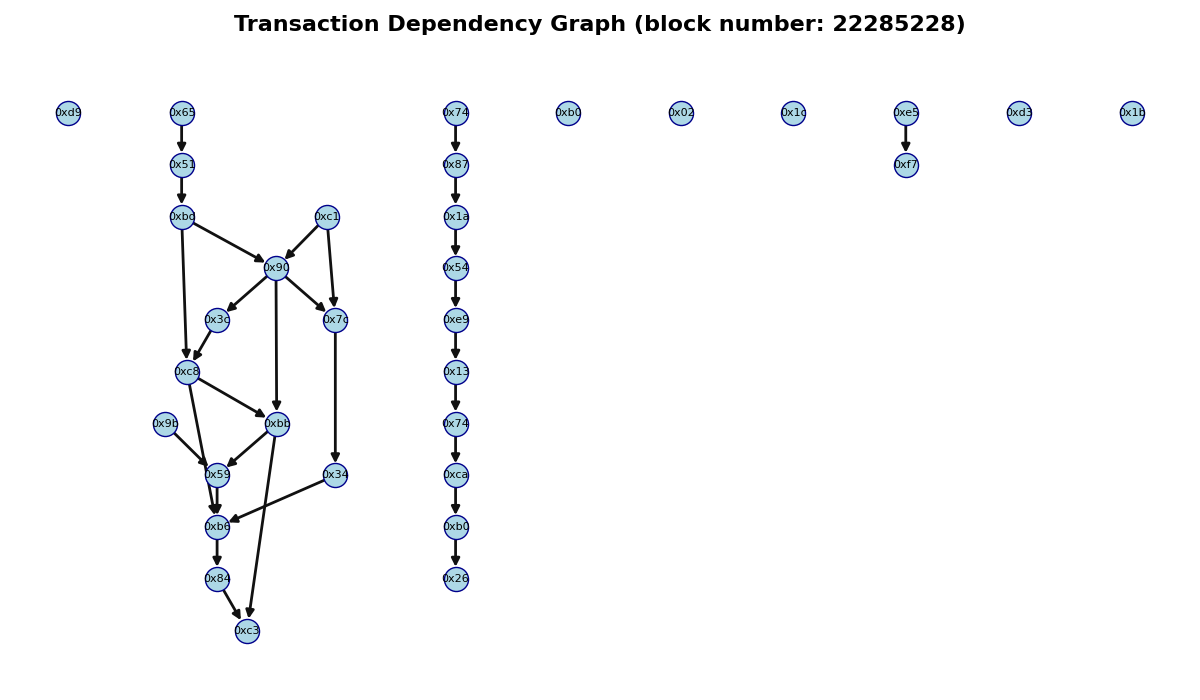 Transaction Dependency Graph (block number: 22285228)
0xd9 0x65 0x74 0xb0 0x02 0x1c 0xe5 0xd3 0x1b
0x51 0x87 0xf7
0xbd 0xc1 0x1a
0x90 0x54
0x3c 0x7c 0xe9
0xc8 0x13
0x9b 0xbb 0x74
0x59 0x34 0xca
0xb6 0xb0
0x84 0x26
0xc3